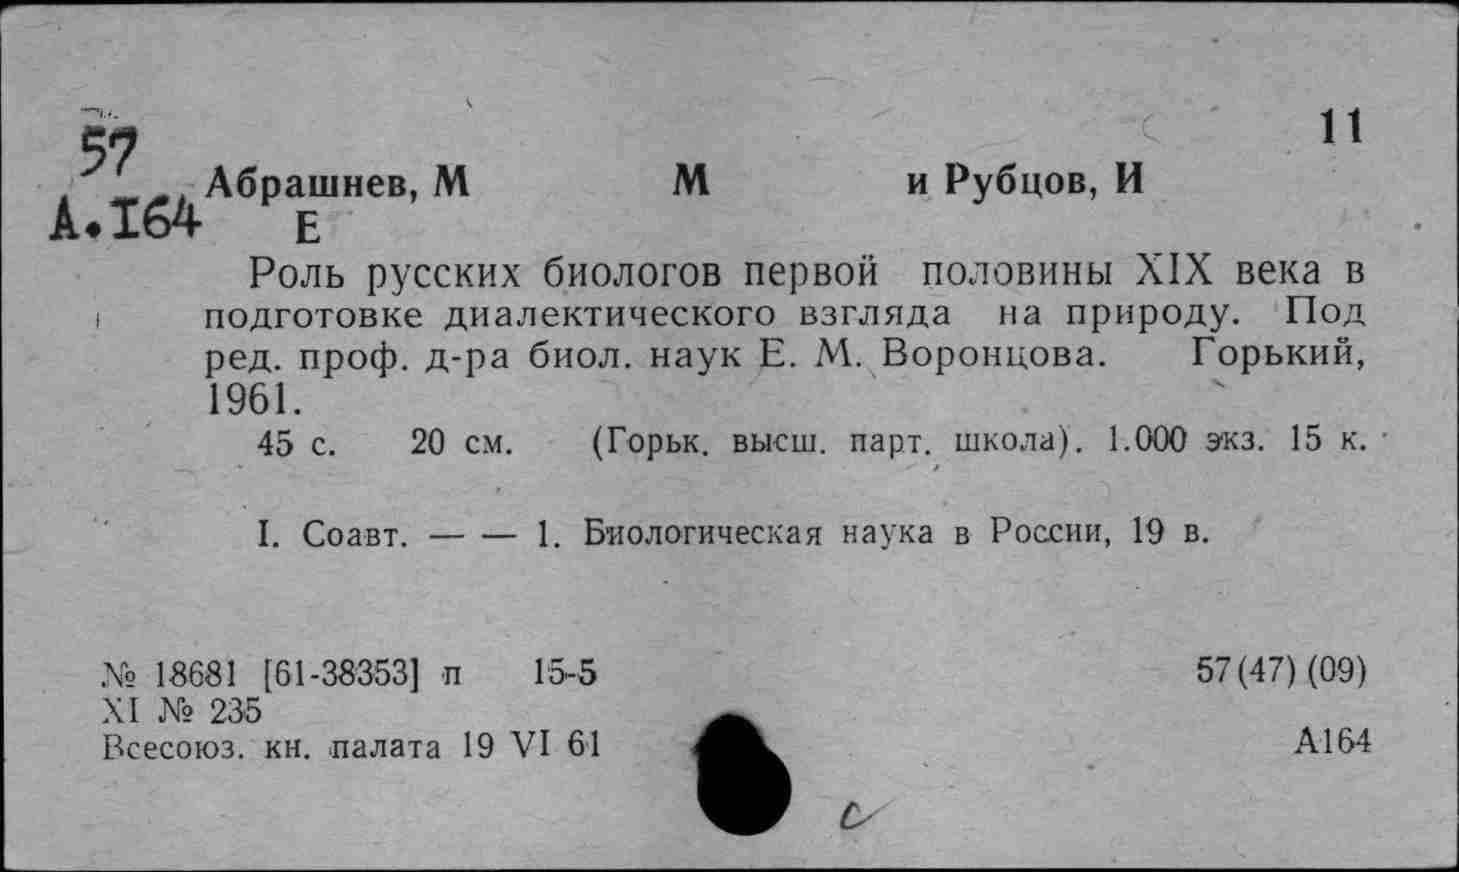 11
57
Абрашнев, М М и Рубцов, И
А.I64 Е
Роль русских биологов первой половины XIX века в
подготовке диалектического взгляда на природу. Под
ред. проф. д-ра биол. наук Е. М. Воронцова. Горький,
1961.
45 с. 20 см. (Горьк. высш. парт. школа). 1.000 экз. 15 к.
I. Соавт. — — 1. Биологическая наука в России, 19 в.
№ 18681 [61-38353] п 15-5 57(47)(09)
XI № 235
Всесоюз. кн. палата 19 VI 61 А164